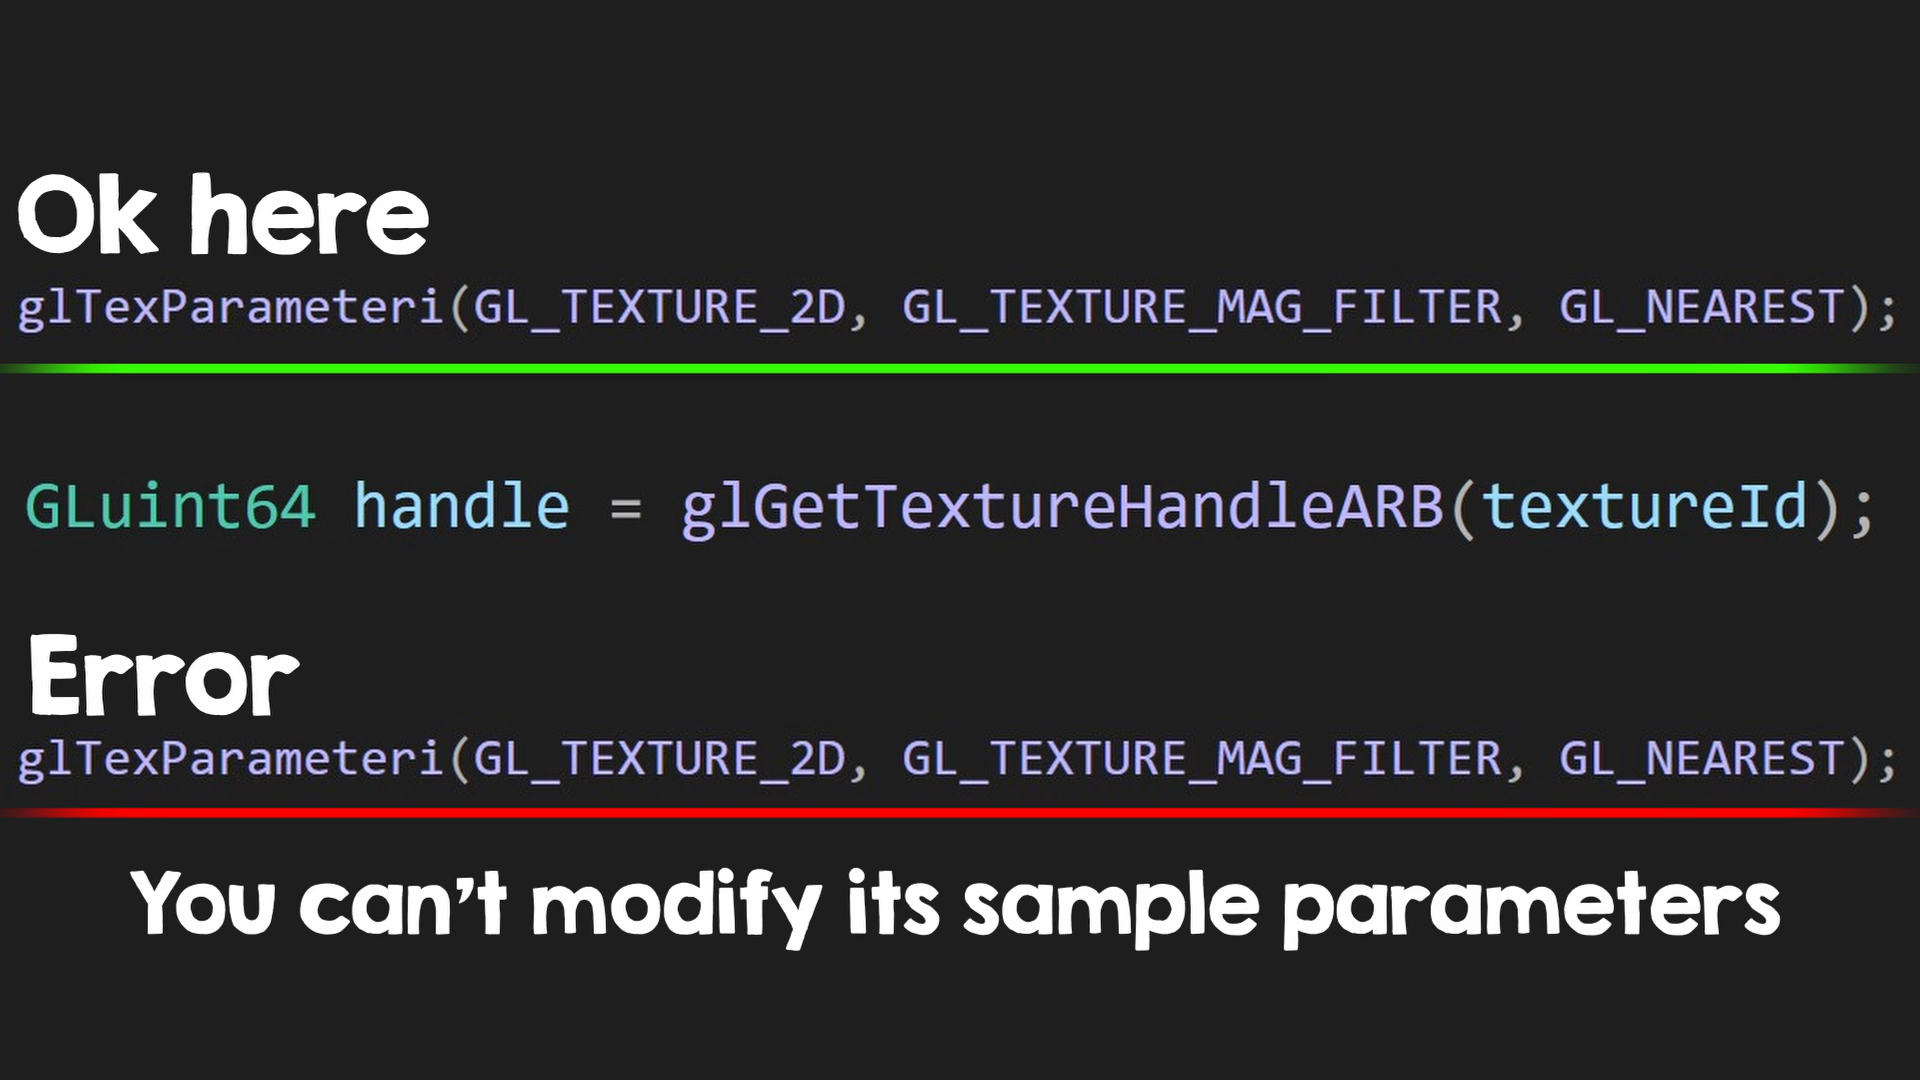 Ok here
glTexParameteri(GL_TEXTURE_2D, GL_TEXTURE_MAG_FILTER, GL_NEAREST);
GLuint64 handle = glGetTextureHandleARB(textureId);
Error
glTexParameteri(GL_TEXTURE_2D, GL_TEXTURE_MAG_FILTER, GL_NEAREST);
You can't modify its sample parameters